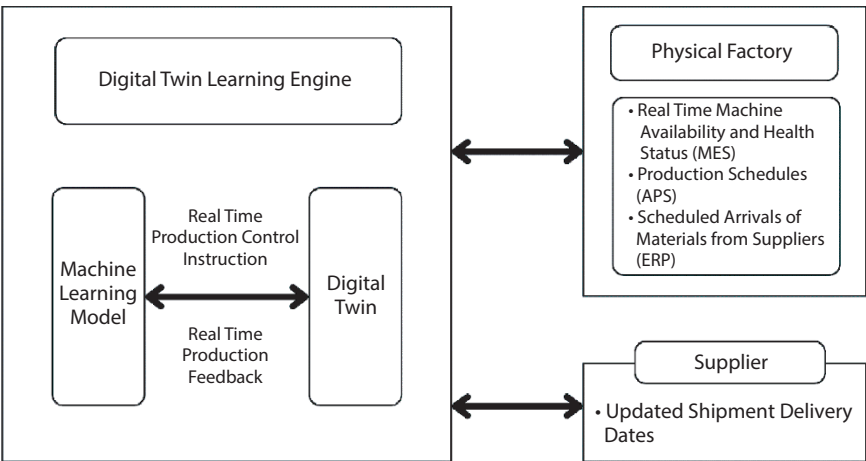 Digital Twin Learning Engine
Machine
Learning
Model
Real Time
Production Control
Instruction
Real Time
Production
Feedback
Digital
Twin
Physical Factory
• Real Time Machine
Availability and Health
Status (MES)
• Production Schedules
(APS)
• Scheduled Arrivals of
Materials from Suppliers
(ERP)
Supplier
• Updated Shipment Delivery
Dates